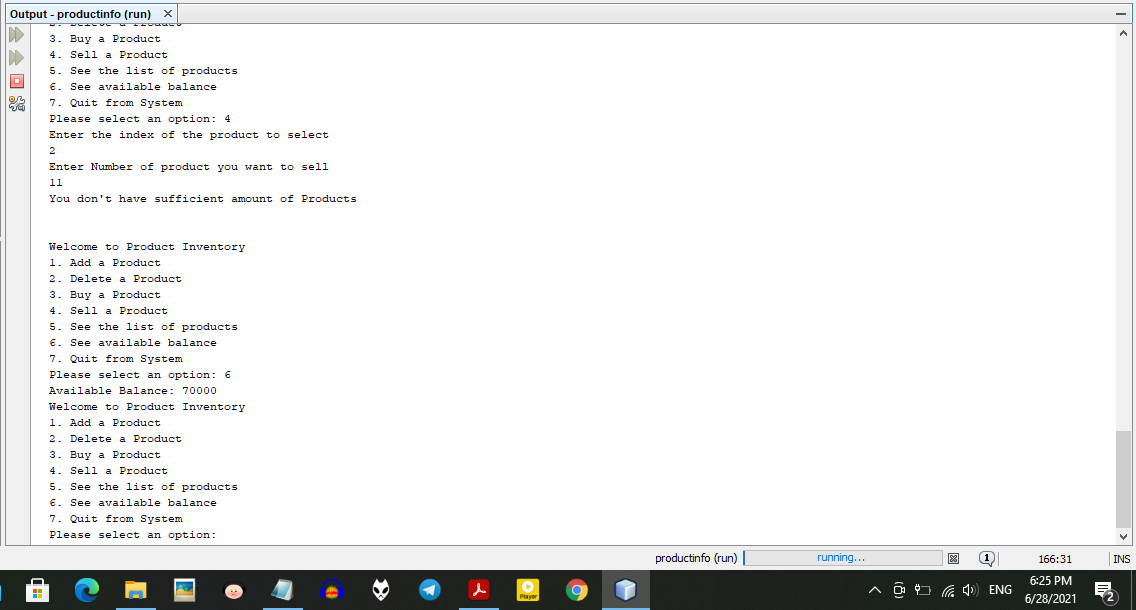 Output - productinfo (run)
2. Delete a Product
3. Buy a Product
4. Sell a Product
5. See the list of products
6. See available balance
7. Quit from System
Please select an option: 4
Enter the index of the product to select
2
Enter Number of product you want to sell
11
You don't have sufficient amount of Products
Welcome to Product Inventory
1. Add a Product
2. Delete a Product
3. Buy a Product
4. Sell a Product
5. See the list of products
6. See available balance
7. Quit from System
Please select an option: 6
Available Balance: 70000
Welcome to Product Inventory
1. Add a Product
2. Delete a Product
3. Buy a Product
4. Sell a Product
5. See the list of products
6. See available balance
7. Quit from System
Please select an option:
productinfo (run) running... 1 166:31 INS
Player
ENG
6:25 PM
6/28/2021
2